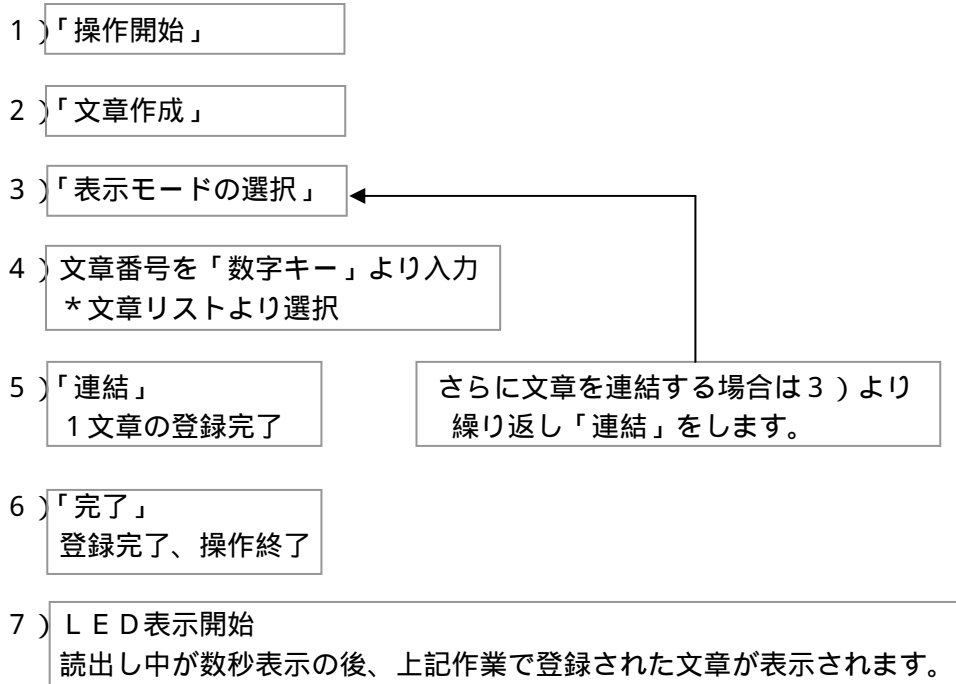 1)「操作開始」
2)「文章作成」
3)「表示モードの選択」
4)文章番号を「数字キー」より入力
*文章リストより選択
5)「連結」
1文章の登録完了
さらに文章を連結する場合は3)より
繰り返し「連結」をします。
6)「完了」
登録完了、操作終了
7)LED表示開始
読出し中が数秒表示の後、上記作業で登録された文章が表示されます。